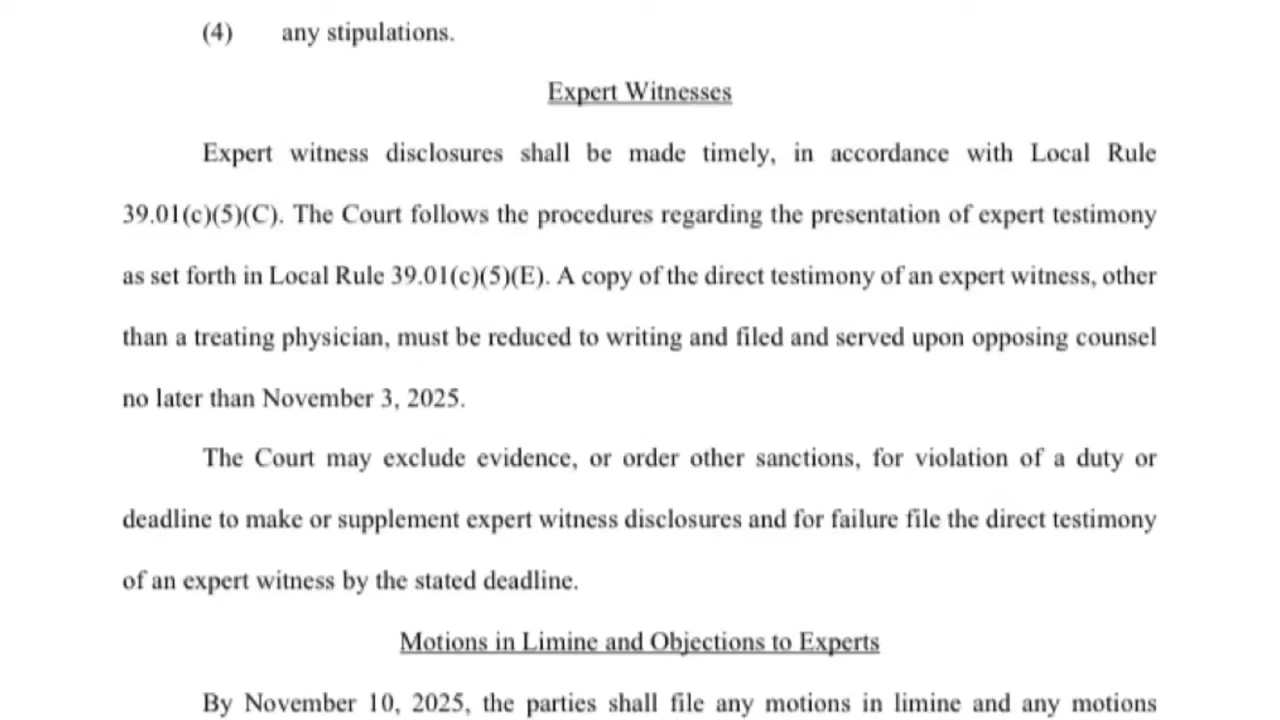 (4) any stipulations.
Expert Witnesses
Expert witness disclosures shall be made timely, in accordance with Local Rule
39.01(c)(5)(C). The Court follows the procedures regarding the presentation of expert testimony
as set forth in Local Rule 39.01(c)(5)(E). A copy of the direct testimony of an expert witness, other
than a treating physician, must be reduced to writing and filed and served upon opposing counsel
no later than November 3, 2025.
The Court may exclude evidence, or order other sanctions, for violation of a duty or
deadline to make or supplement expert witness disclosures and for failure file the direct testimony
of an expert witness by the stated deadline.
Motions in Limine and Objections to Experts
By November 10, 2025, the parties shall file any motions in limine and any motions